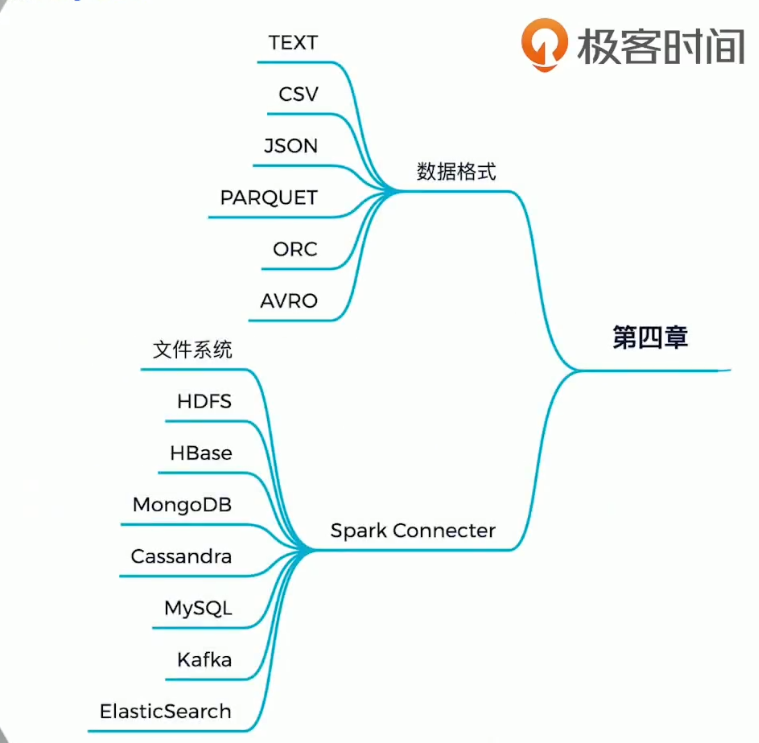 极客时间
TEXT
CSV
JSON
数据格式
PARQUET
ORC
AVRO
第四章
文件系统
HDFS
HBase
MongoDB
Spark Connecter
Cassandra
MySQL
Kafka
ElasticSearch